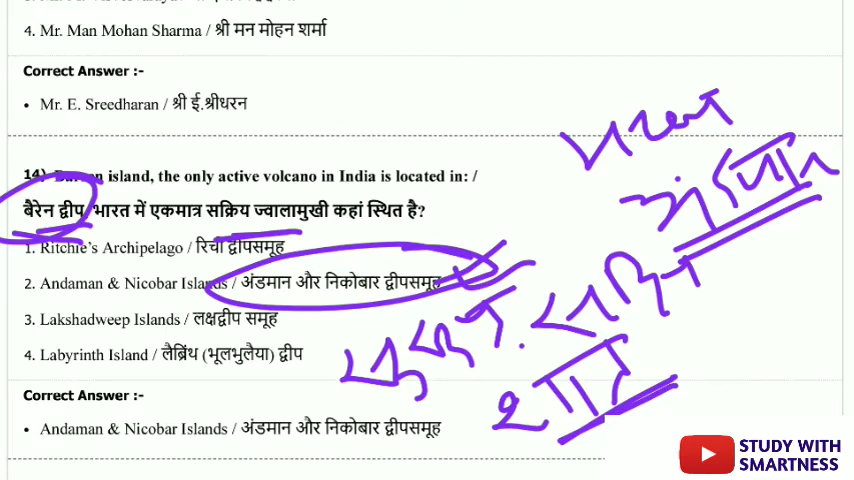 4. Mr. Man Mohan Sharma / श्री मन मोहन शर्मा
Correct Answer :-
• Mr. E. Sreedharan / श्री ई.श्रीधरन
14) island, the only active volcano in India is located in: /
बैरेन द्वीप, भारत में एकमात्र सक्रिय ज्वालामुखी कहां स्थित है?
1. Ritchie's Archipelago / रिची द्वीपसमूह
2. Andaman & Nicobar Islands / अंडमान और निकोबार द्वीपसमूह
3. Lakshadweep Islands / लक्षद्वीप समूह
4. Labyrinth Island / लैब्रिंथ (भूलभुलैया) द्वीप
Correct Answer :-
• Andaman & Nicobar Islands / अंडमान और निकोबार द्वीपसमूह
STUDY WITH
SMARTNESS